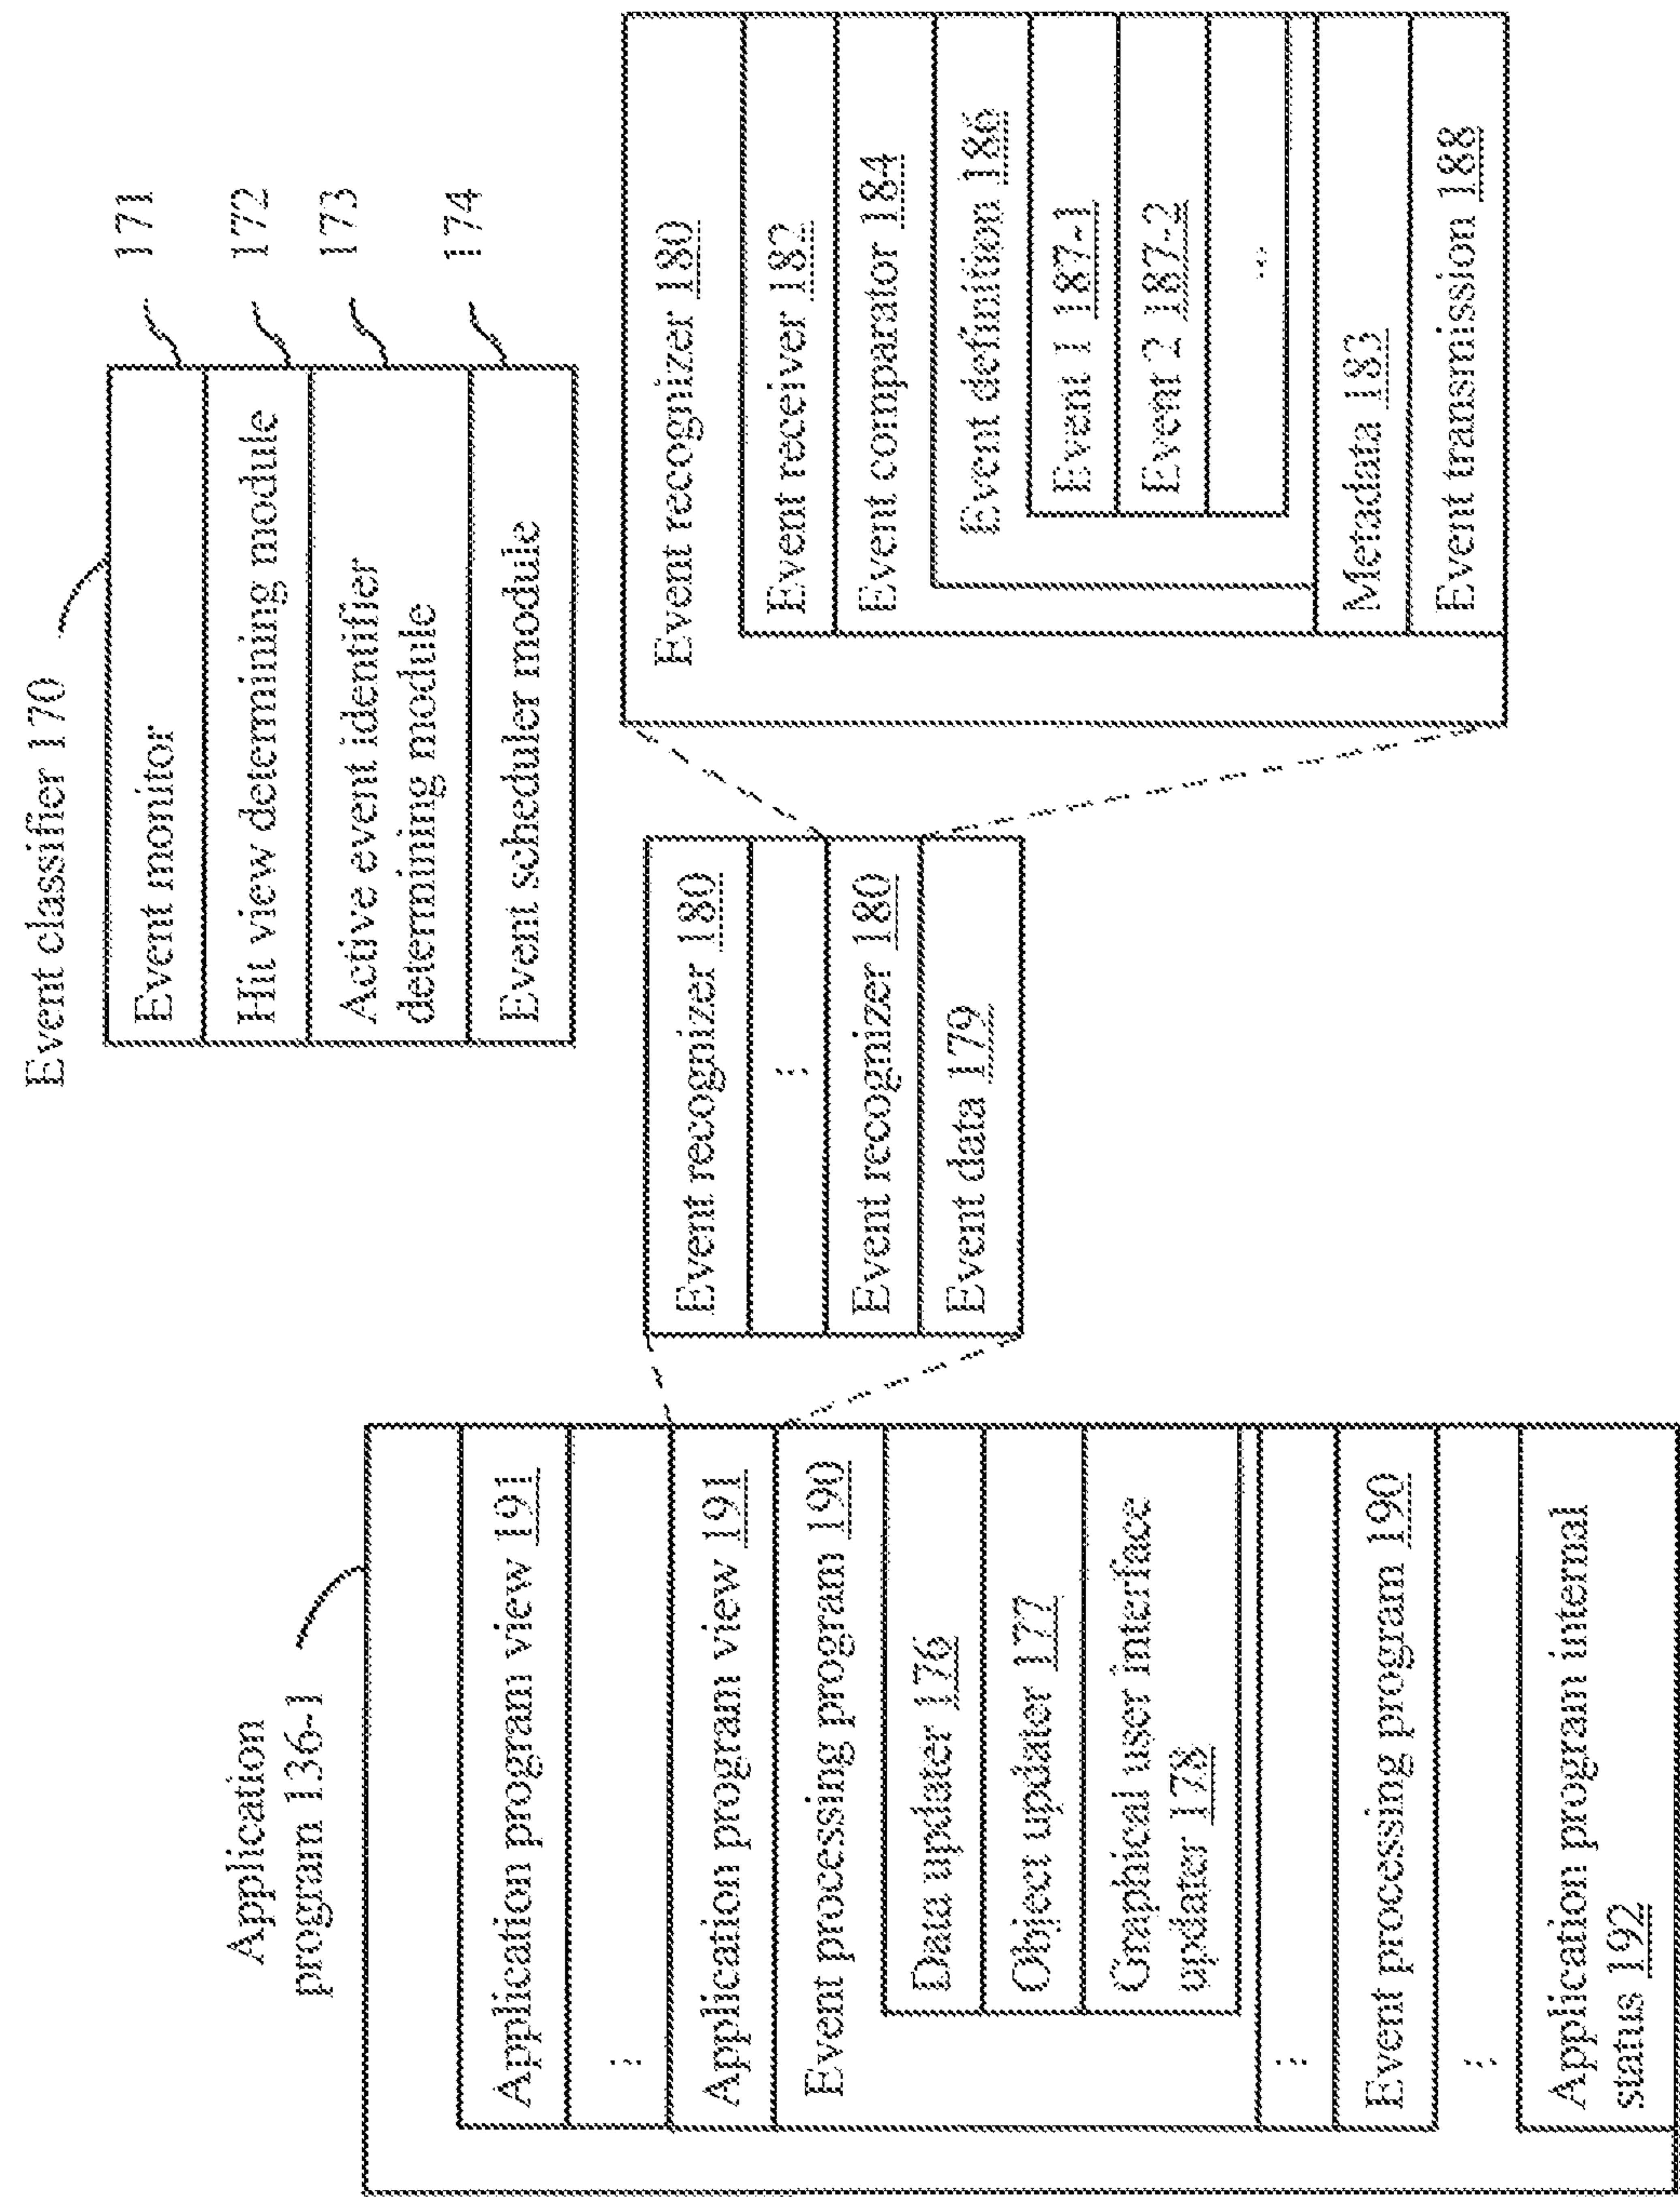 Event classifier 170
Event monitor
171
Hit view determining module
172
Active event identifier
determining module
173
Event scheduler module
174
Application
program 136-1
Application program view 191
⋮
Application program view 191
Event processing program 190
Data updater 176
Object updater 177
Graphical user interface
updater 178
⋮
Event processing program 190
⋮
Application program internal
status 192
Event recognizer 180
⋮
Event recognizer 180
Event data 179
Event recognizer 180
Event receiver 182
Event comparator 184
Event definition 186
Event 1 187-1
Event 2 187-2
...
Metadata 183
Event transmission 188